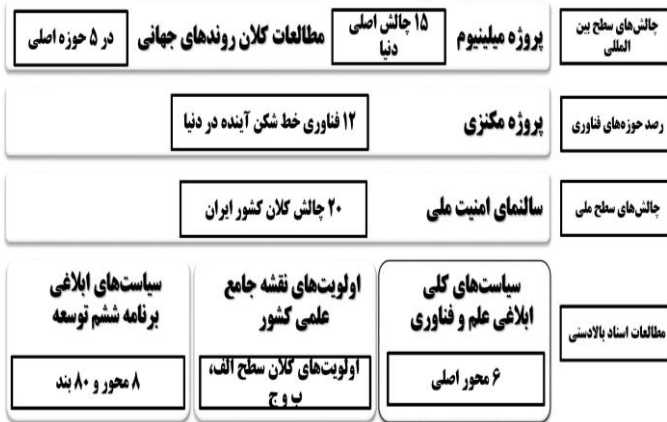 چالش‌های سطح بین المللی
پروژه میلینیوم
۱۵ چالش اصلی دنیا
مطالعات کلان روندهای جهانی
در ۵ حوزه اصلی
رصد حوزه‌های فناوری
پروژه مکنزی
۱۲ فناوری خط شکن آینده در دنیا
چالش‌های سطح ملی
سالنمای امنیت ملی
۲۰ چالش کلان کشور ایران
مطالعات اسناد بالادستی
سیاست‌های کلی
ابلاغی علم و فناوری
۶ محور اصلی
اولویت‌های نقشه جامع
علمی کشور
اولویت‌های کلان سطح الف،
ب و ج
سیاست‌های ابلاغی
برنامه ششم توسعه
۸ محور و ۸۰ بند